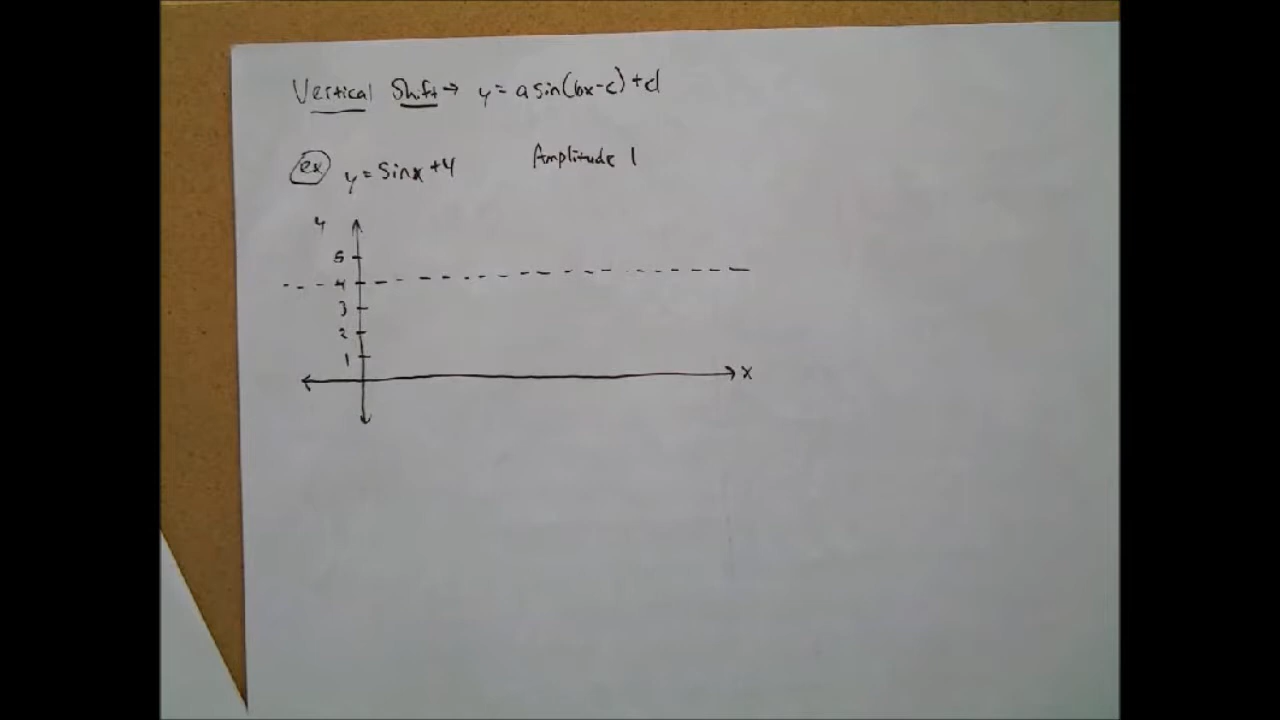 Vertical Shift → y = a sin(bx-c)+d
ex y = sinx +4 Amplitude 1
y
5
4
3
2
1
x